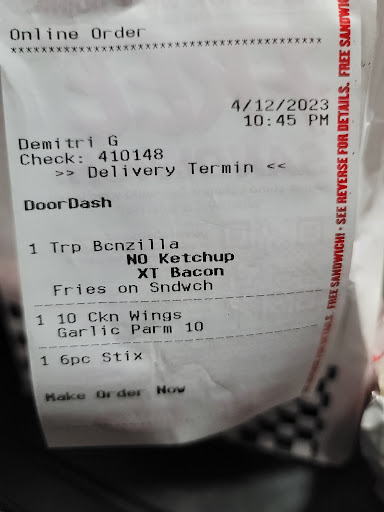 Online Order
****************************************
4/12/2023
10:45 PM
Demitri G
Check: 410148
>> Delivery Termin <<
DoorDash
1 Trp Bcnzilla
NO Ketchup
XT Bacon
Fries on Sndwch
1 10 Ckn Wings
Garlic Parm 10
1 6pc Stix
Make Order Now
FREE SANDWICH! • SEE REVERSE FOR DETAILS. FREE SANDWIC